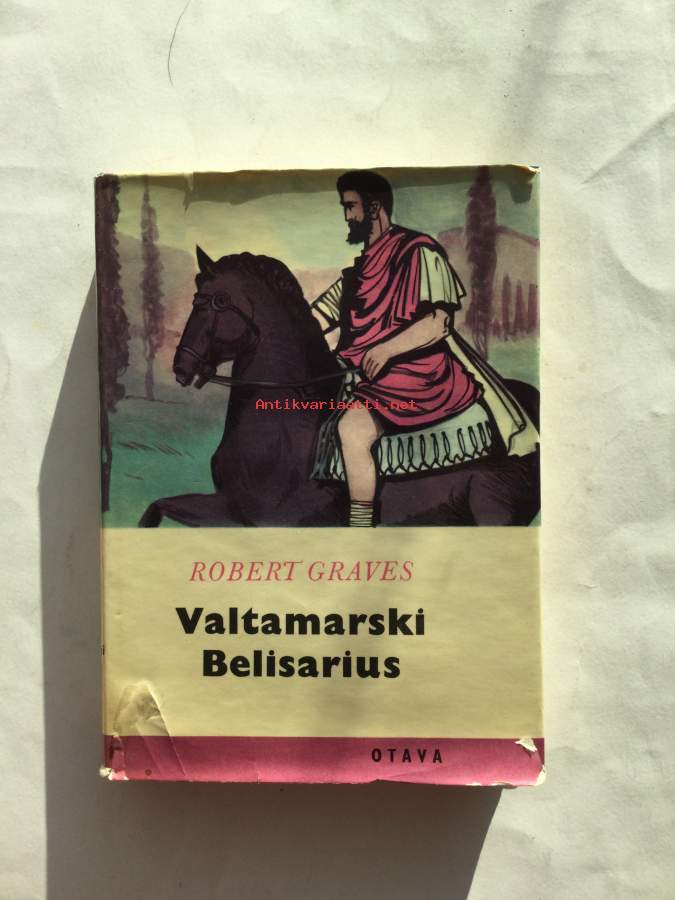 Antikvariaatti.net
ROBERT GRAVES
Valtamarski
Belisarius
OTAVA